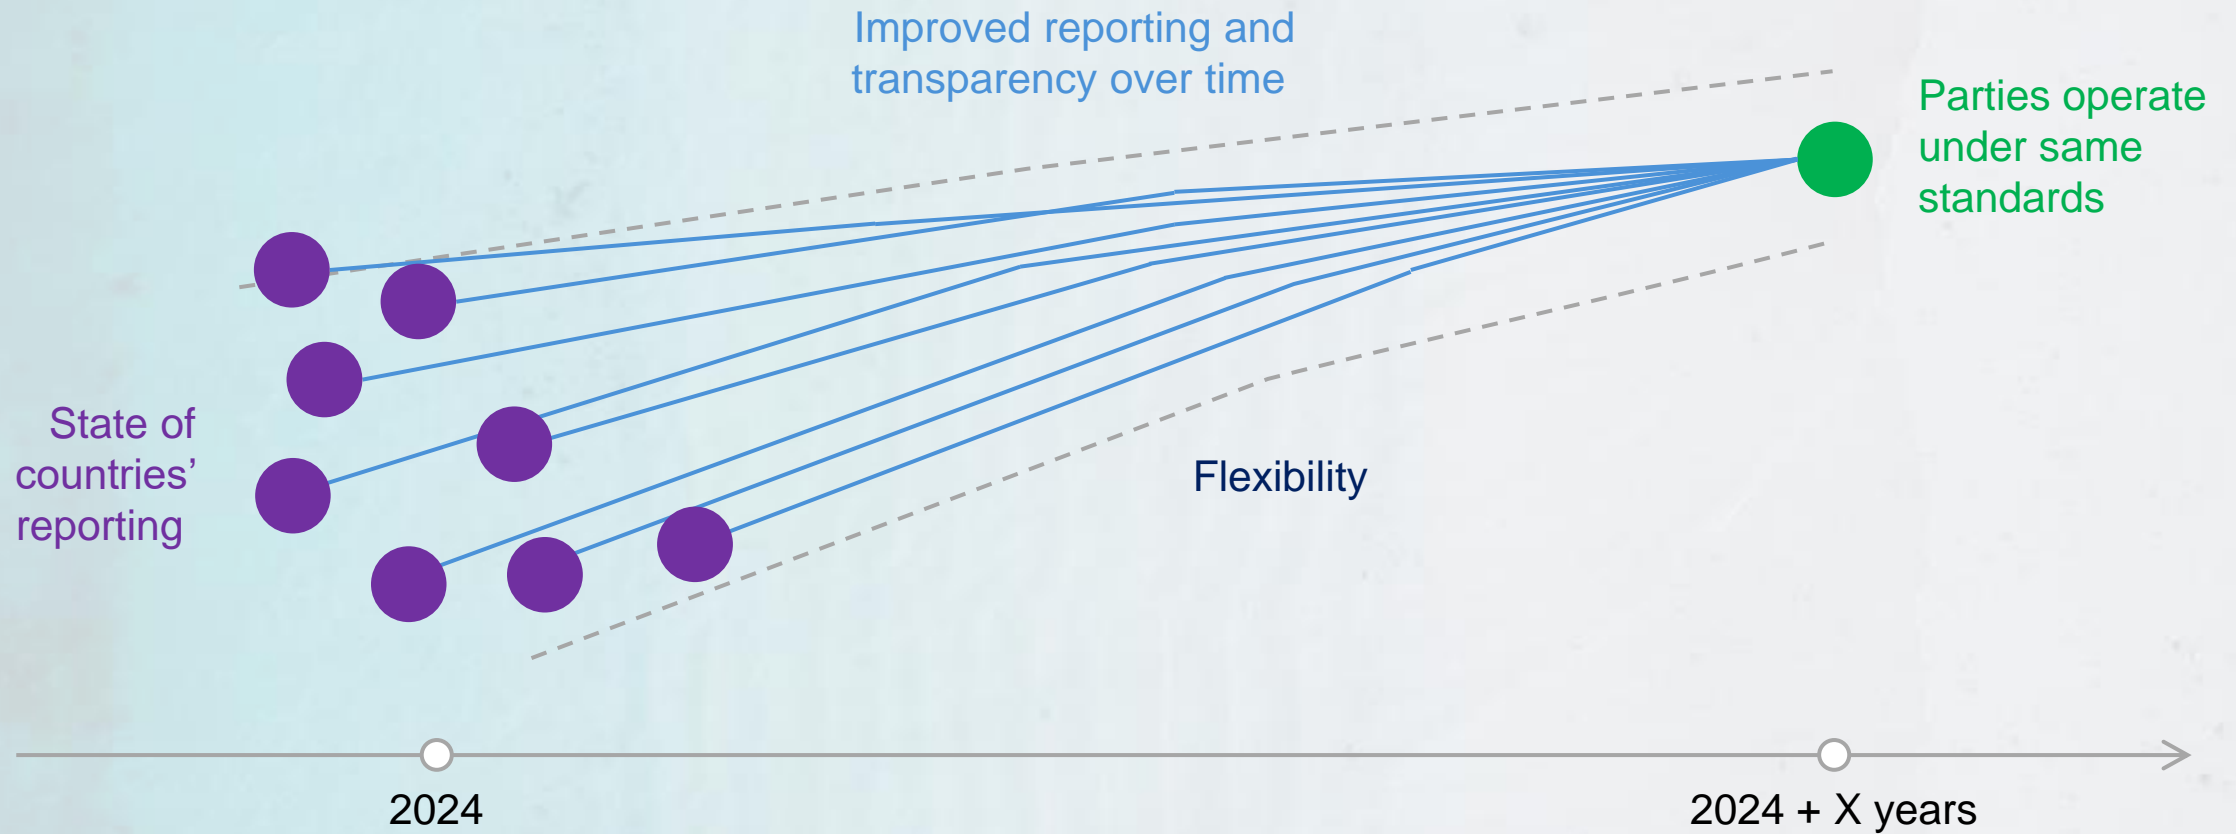 Improved reporting and
transparency over time
Parties operate
under same
standards
State of
countries’
reporting
Flexibility
2024
2024 + X years